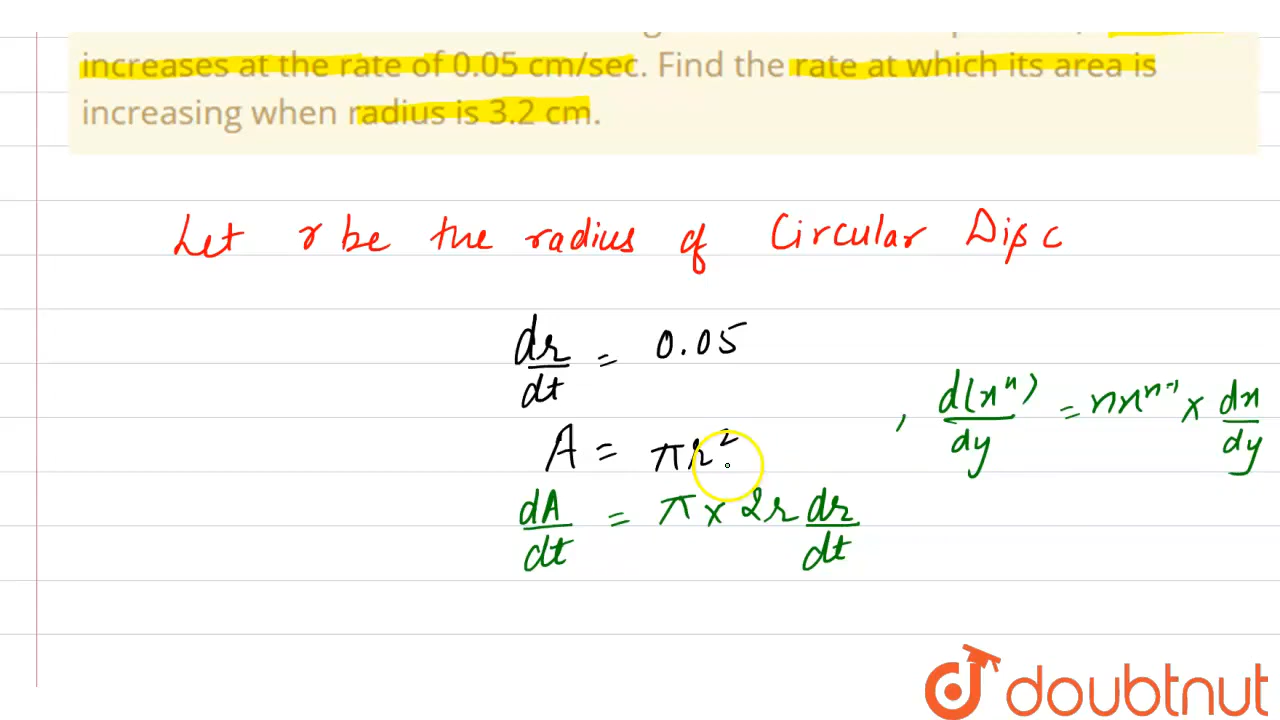 increases at the rate of 0.05 cm/sec. Find the rate at which its area is
increasing when radius is 3.2 cm.
Let r be the radius of Circular Disc
dr/dt = 0.05
A = πr²
, d(xⁿ)/dy = nxⁿ⁻¹ × dx/dy
dA/dt = π × 2r dr/dt
doubtnut